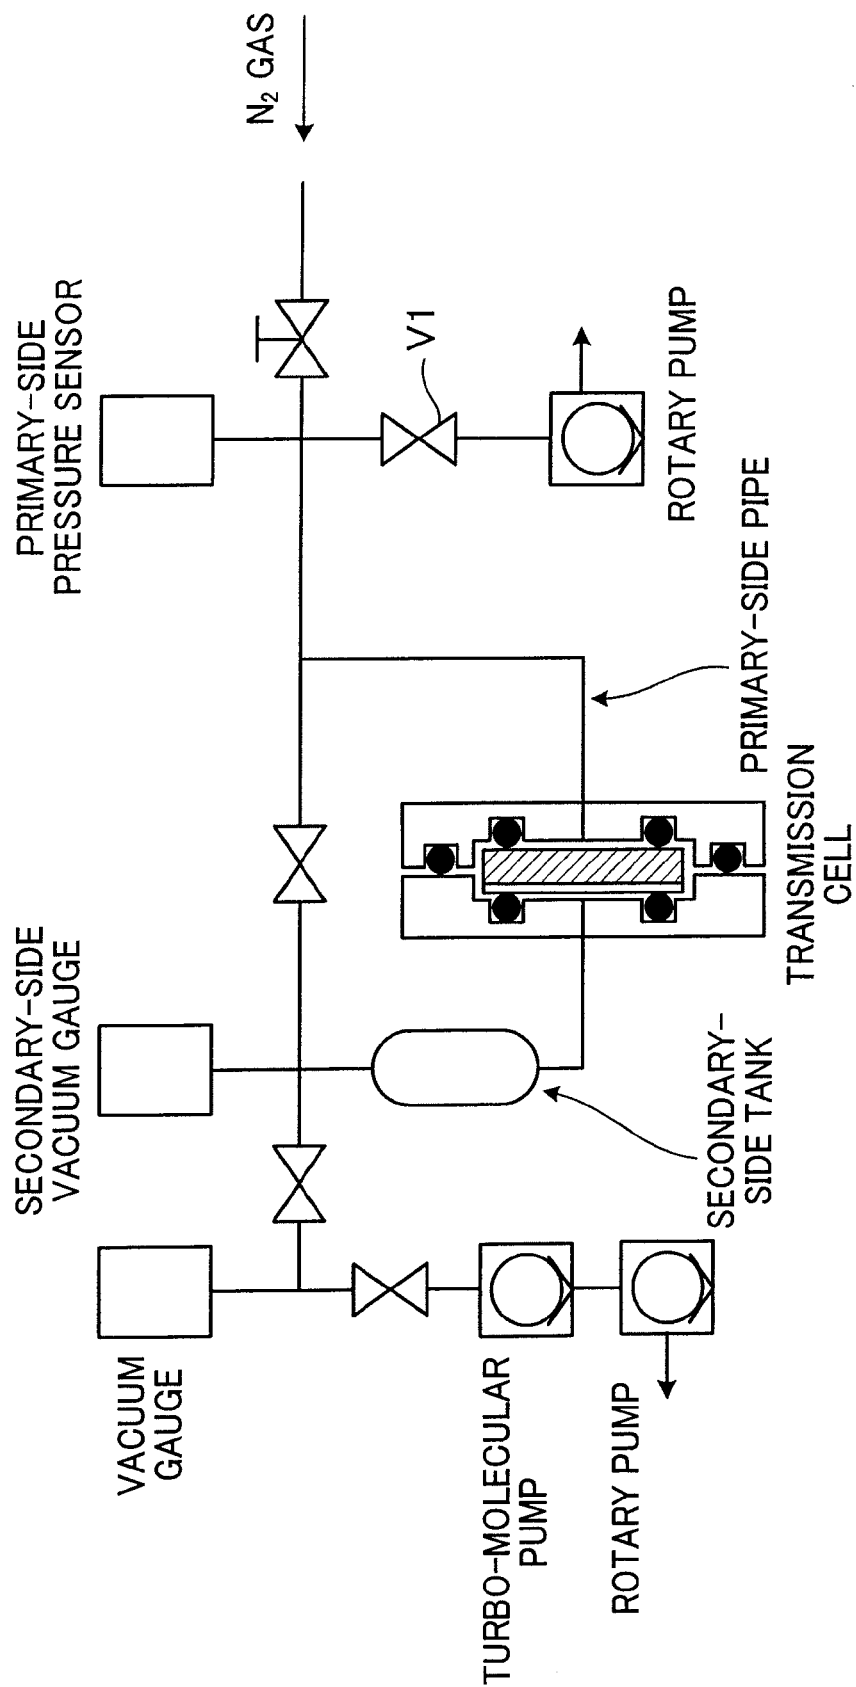 N₂ GAS
PRIMARY-SIDE
PRESSURE SENSOR
V1
ROTARY PUMP
PRIMARY-SIDE PIPE
TRANSMISSION
CELL
SECONDARY-SIDE
VACUUM GAUGE
SECONDARY-
SIDE TANK
VACUUM
GAUGE
TURBO-MOLECULAR
PUMP
ROTARY PUMP